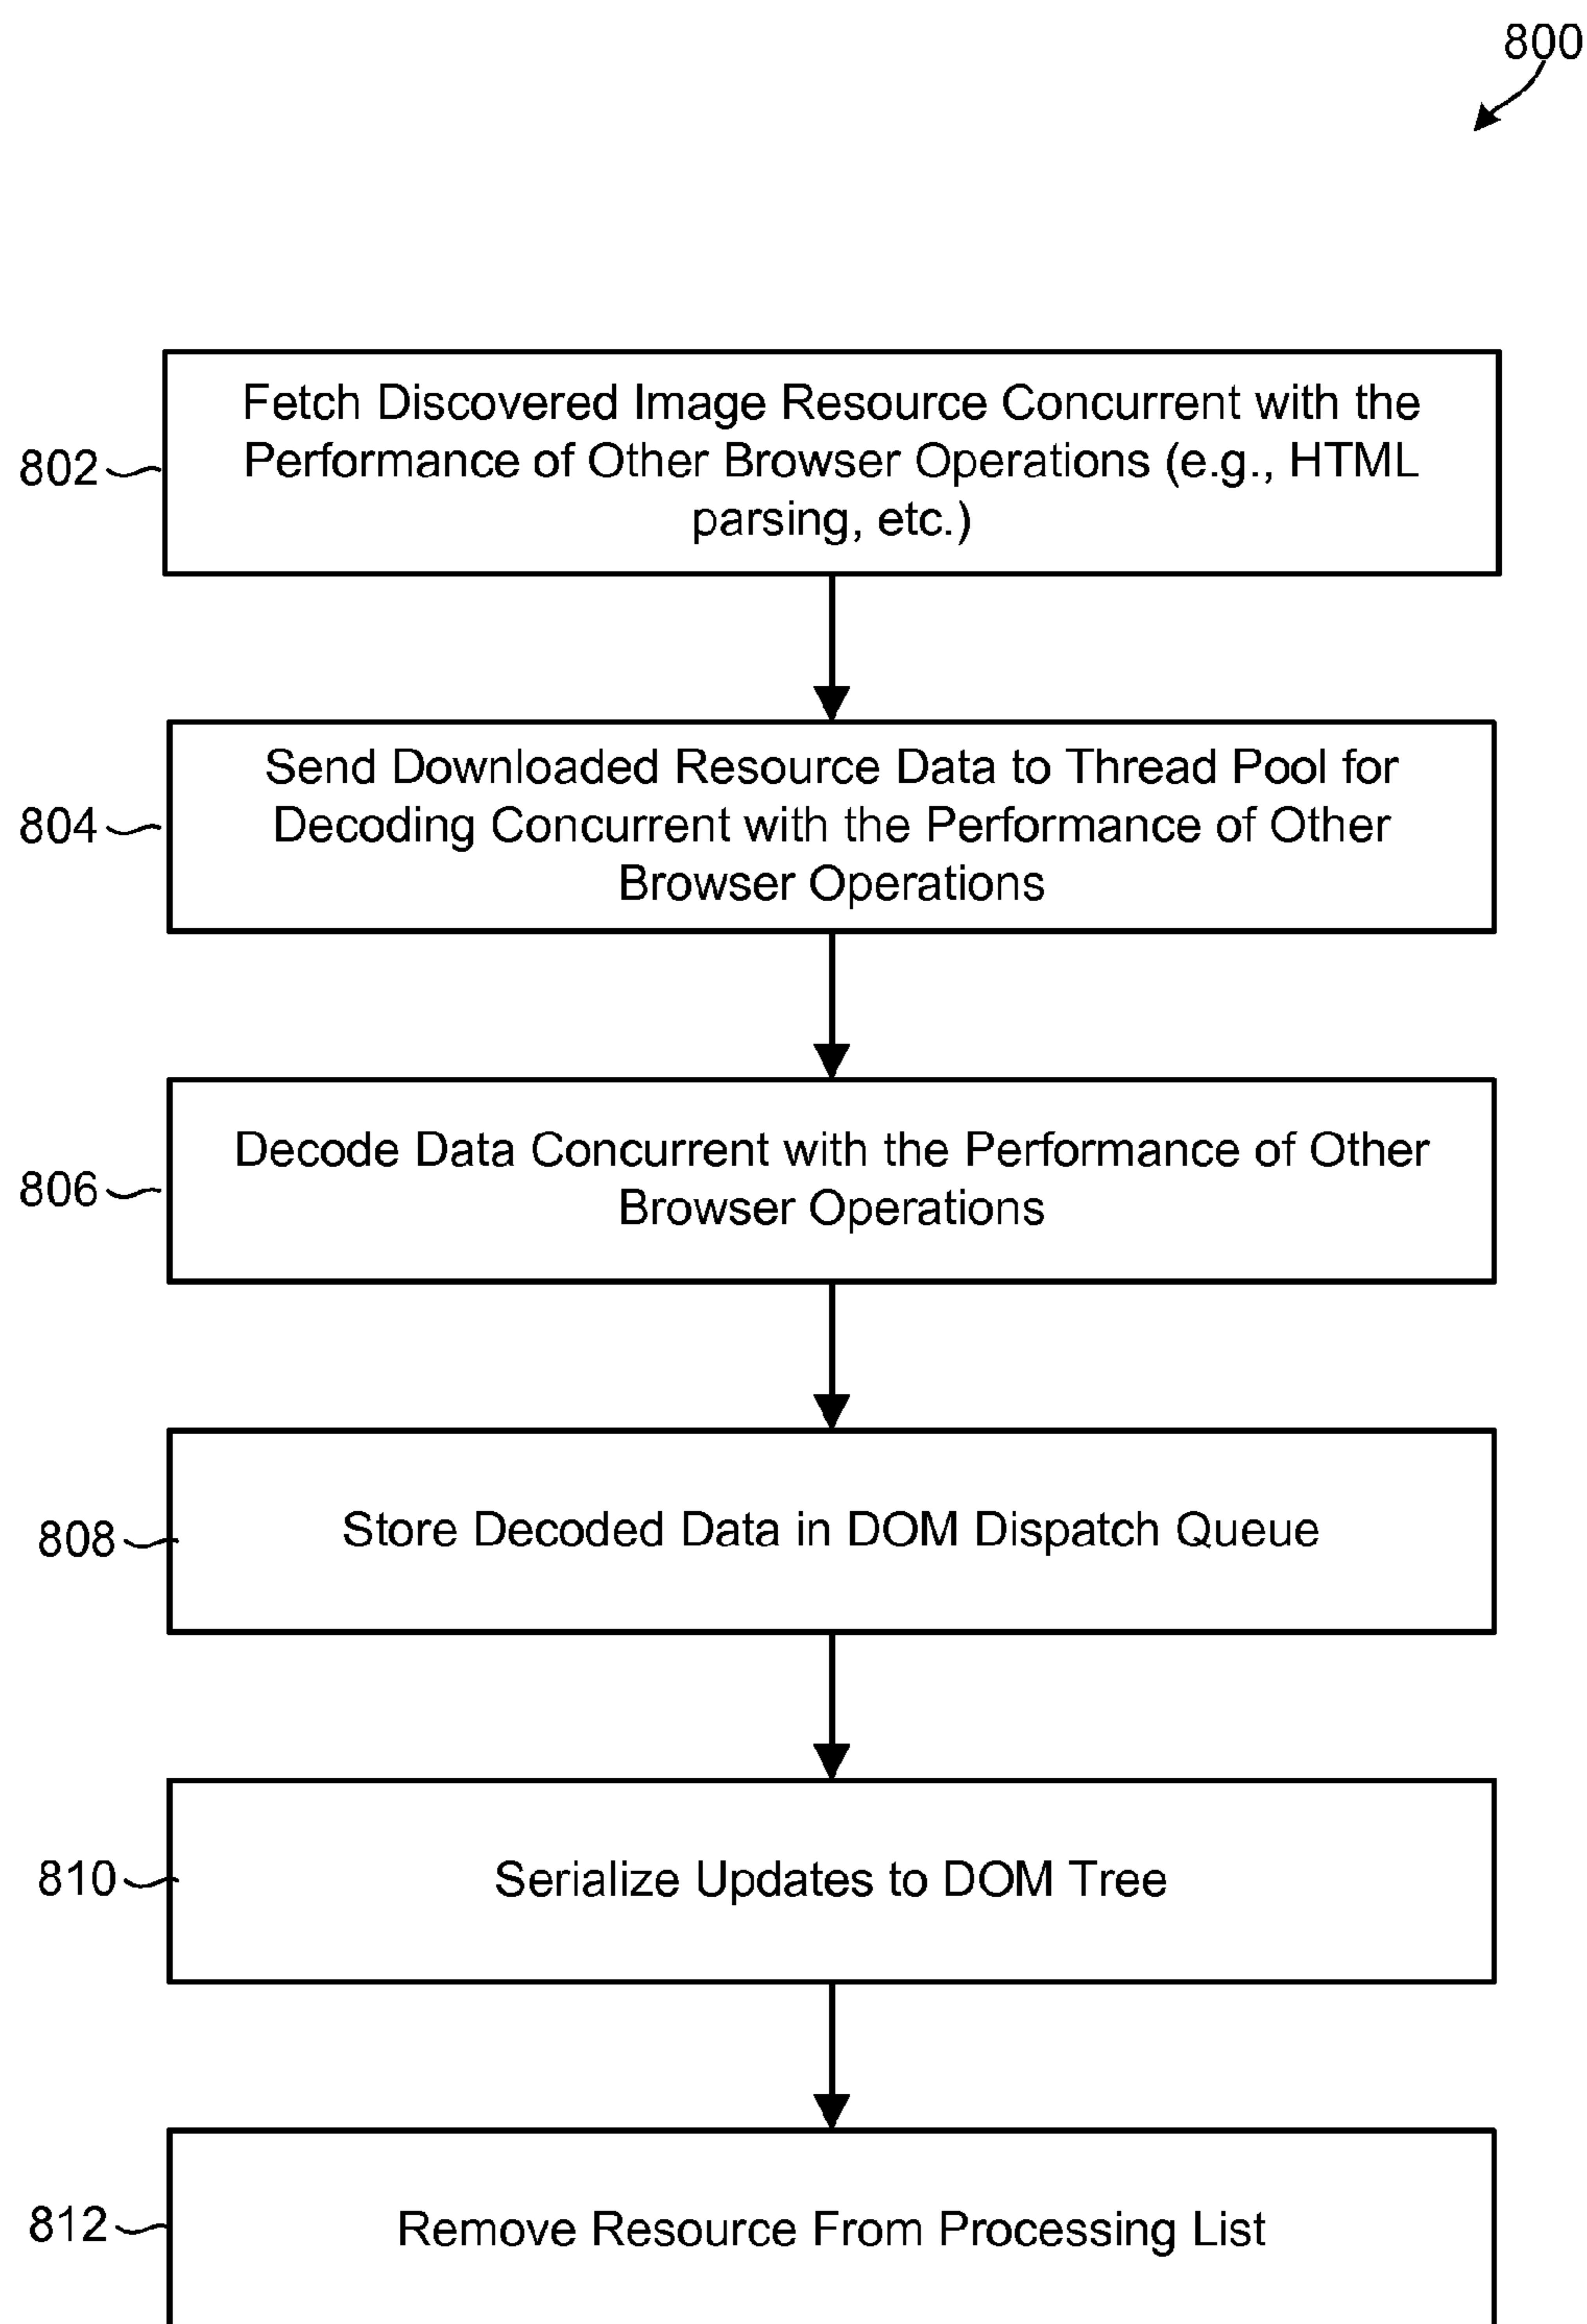 800
802
Fetch Discovered Image Resource Concurrent with the
Performance of Other Browser Operations (e.g., HTML
parsing, etc.)
804
Send Downloaded Resource Data to Thread Pool for
Decoding Concurrent with the Performance of Other
Browser Operations
806
Decode Data Concurrent with the Performance of Other
Browser Operations
808
Store Decoded Data in DOM Dispatch Queue
810
Serialize Updates to DOM Tree
812
Remove Resource From Processing List